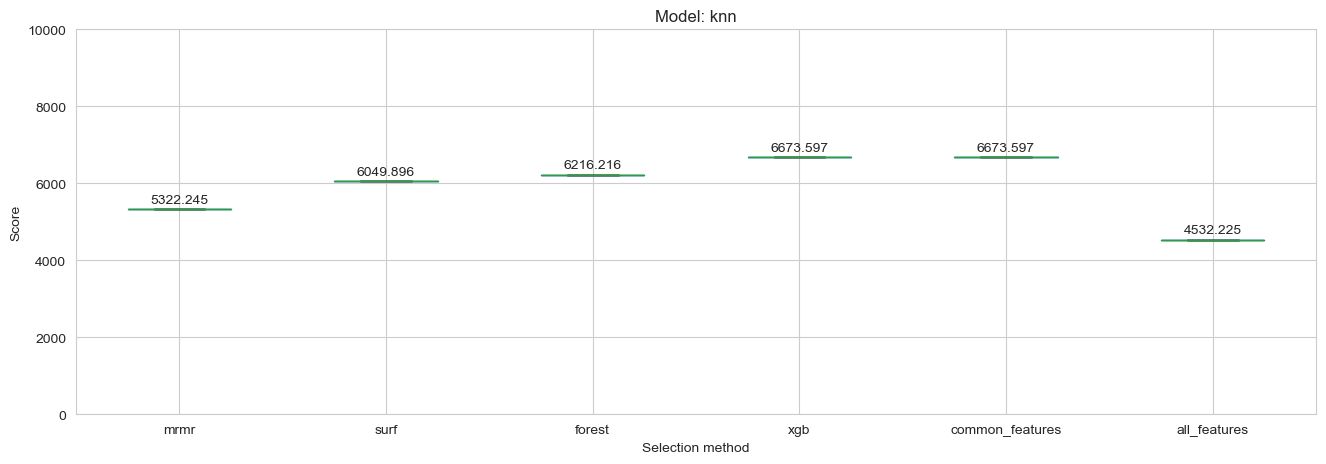 Model: knn
10000
8000
6000
4000
2000
0
Score
5322.245
6049.896
6216.216
6673.597
6673.597
4532.225
mrmr
surf
forest
xgb
common_features
all_features
Selection method